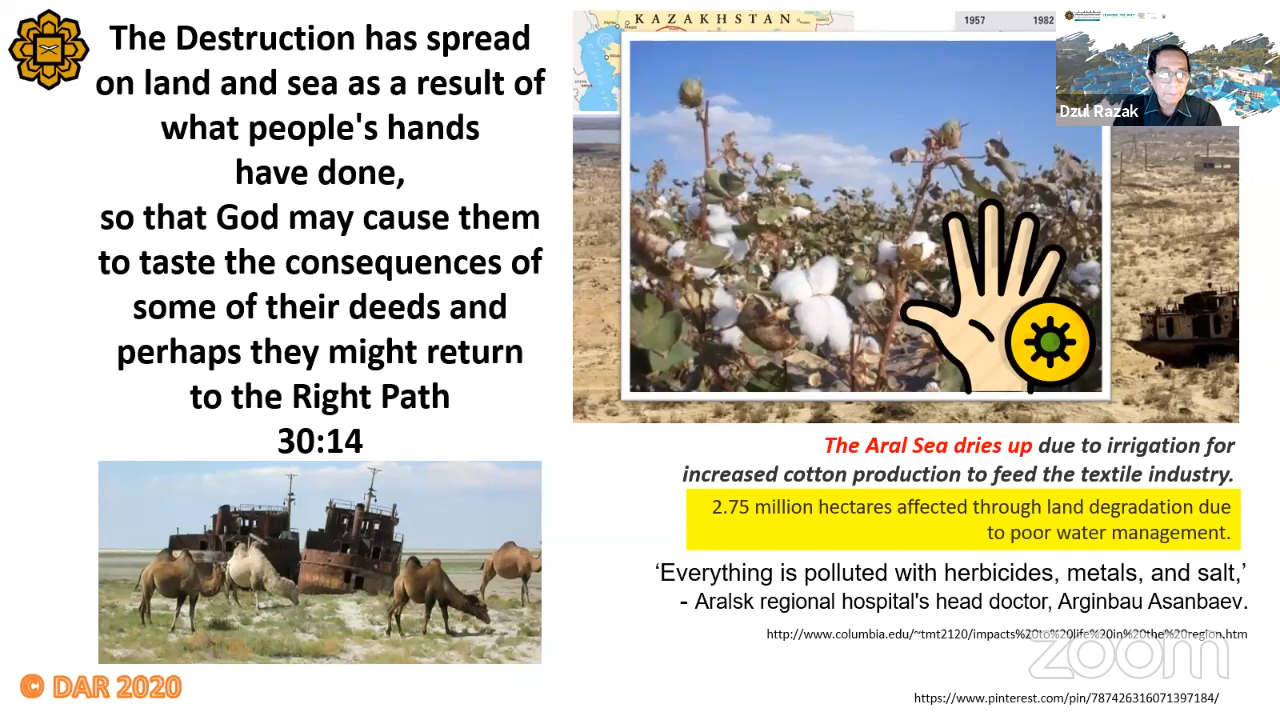 The Destruction has spread
on land and sea as a result of
what people's hands
have done,
so that God may cause them
to taste the consequences of
some of their deeds and
perhaps they might return
to the Right Path
30:14
© DAR 2020
KAZAKHSTAN
1957 1982
Dzul Razak
The Aral Sea dries up due to irrigation for
increased cotton production to feed the textile industry.
2.75 million hectares affected through land degradation due
to poor water management.
‘Everything is polluted with herbicides, metals, and salt,’
- Aralsk regional hospital's head doctor, Arginbau Asanbaev.
http://www.columbia.edu/~tmt2120/impacts%20to%20life%20in%20the%20region.htm
zoom
https://www.pinterest.com/pin/787426316071397184/